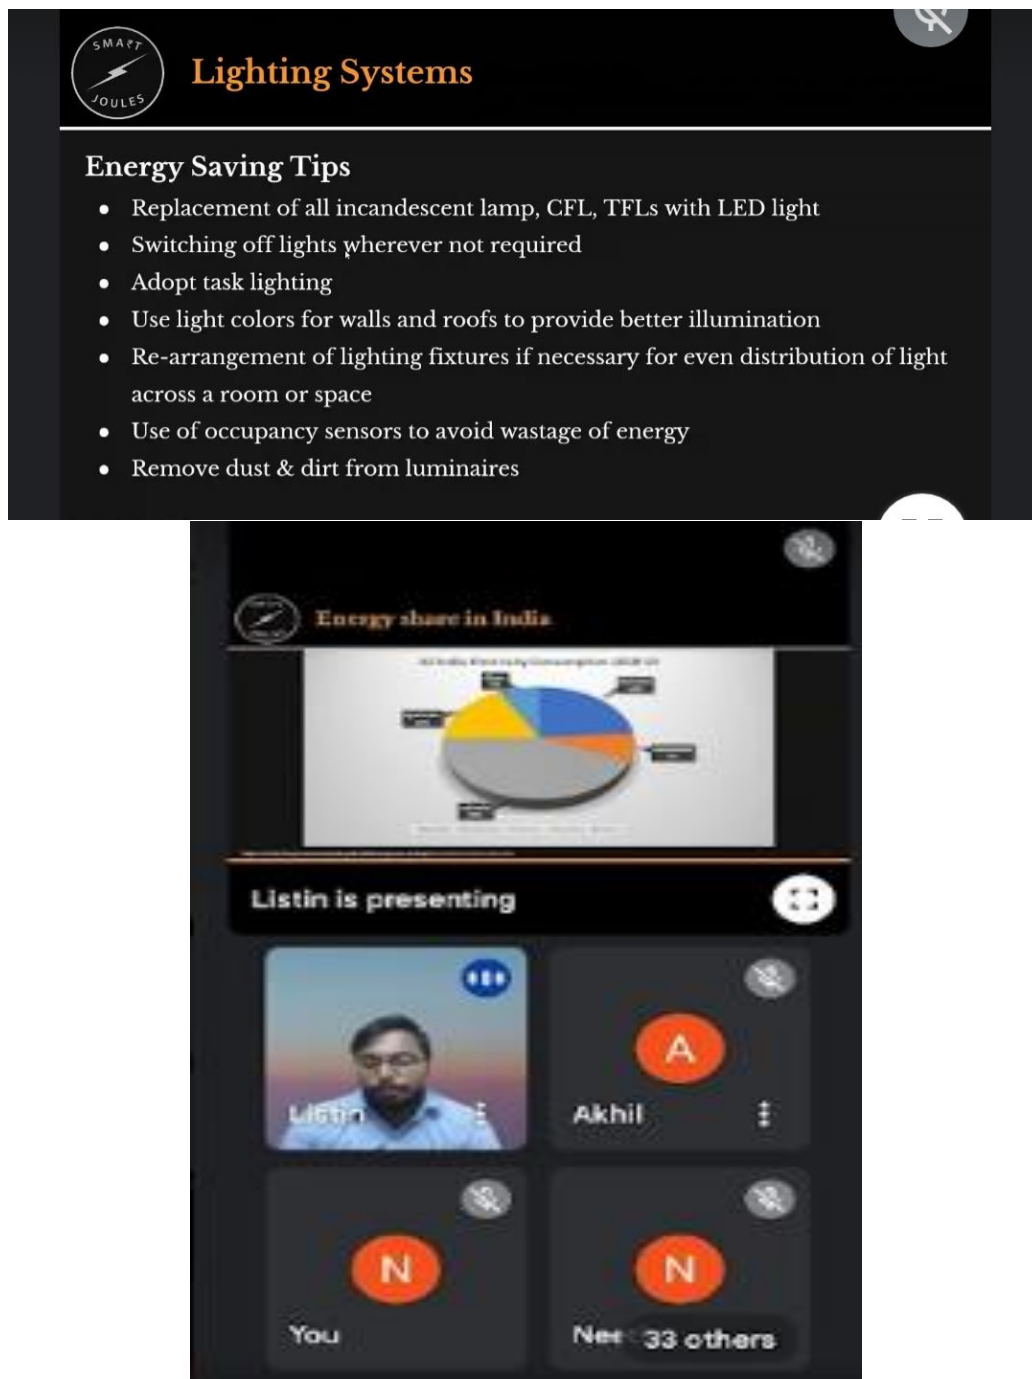 SMART
JOULES
Lighting Systems
Energy Saving Tips
• Replacement of all incandescent lamp, CFL, TFLs with LED light
• Switching off lights wherever not required
• Adopt task lighting
• Use light colors for walls and roofs to provide better illumination
• Re-arrangement of lighting fixtures if necessary for even distribution of light
across a room or space
• Use of occupancy sensors to avoid wastage of energy
• Remove dust & dirt from luminaires
Energy share in India
Listin is presenting
Listin
A
Akhil
N
You
N
33 others